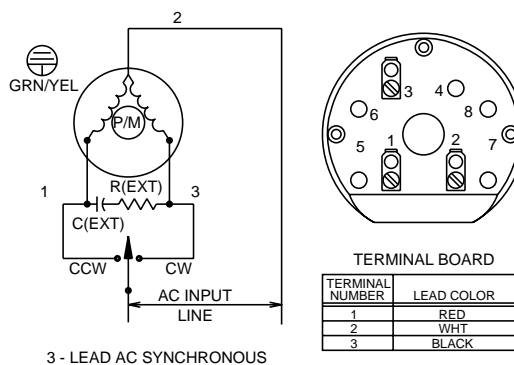 2
GRN/YEL
P/M
1
R(EXT)
3
C(EXT)
CCW
CW
AC INPUT
LINE
3 - LEAD AC SYNCHRONOUS
3
4
6
8
5
1
2
7
TERMINAL BOARD
TERMINAL NUMBER LEAD COLOR
1 RED
2 WHT
3 BLACK